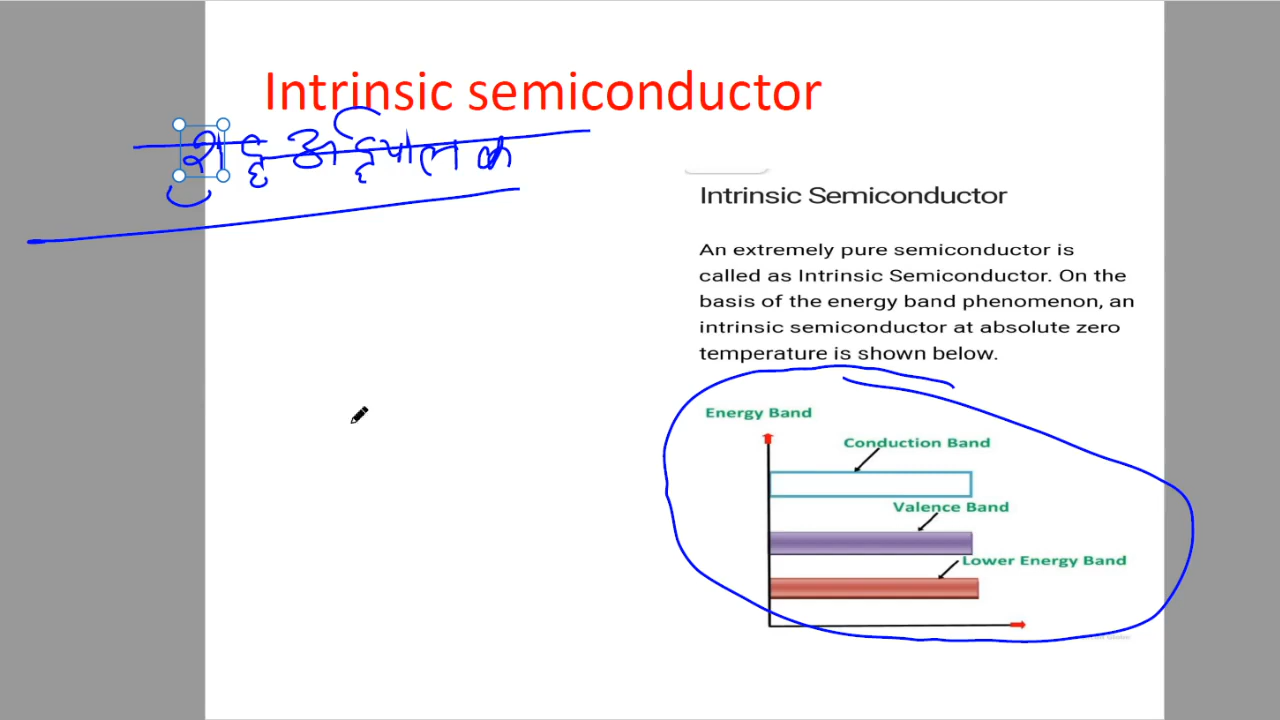 Intrinsic semiconductor
शुद्ध अर्द्धचालक
Intrinsic Semiconductor
An extremely pure semiconductor is
called as Intrinsic Semiconductor. On the
basis of the energy band phenomenon, an
intrinsic semiconductor at absolute zero
temperature is shown below.
Energy Band
Conduction Band
Valence Band
Lower Energy Band